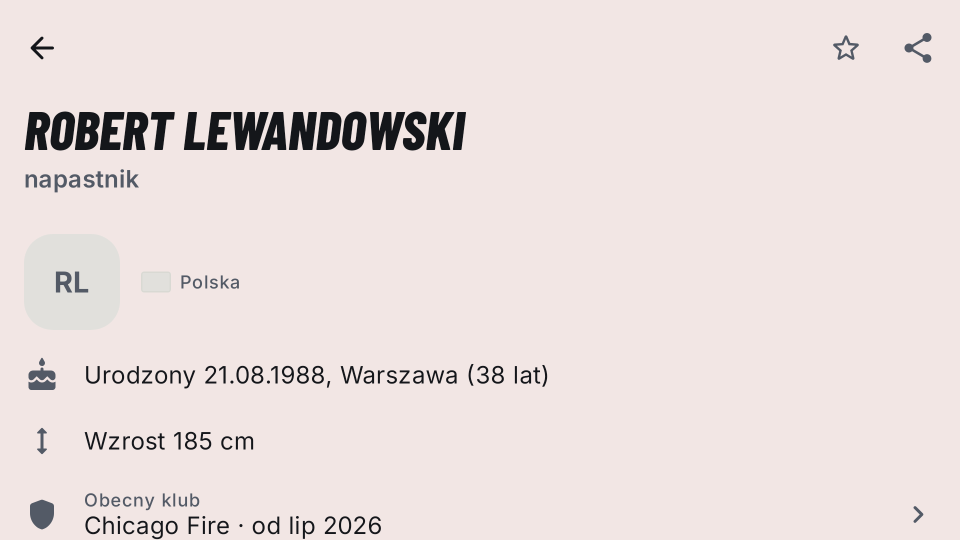 ROBERT LEWANDOWSKI
napastnik
RL
Polska
Urodzony 21.08.1988, Warszawa (38 lat)
Wzrost 185 cm
Obecny klub
Chicago Fire · od lip 2026